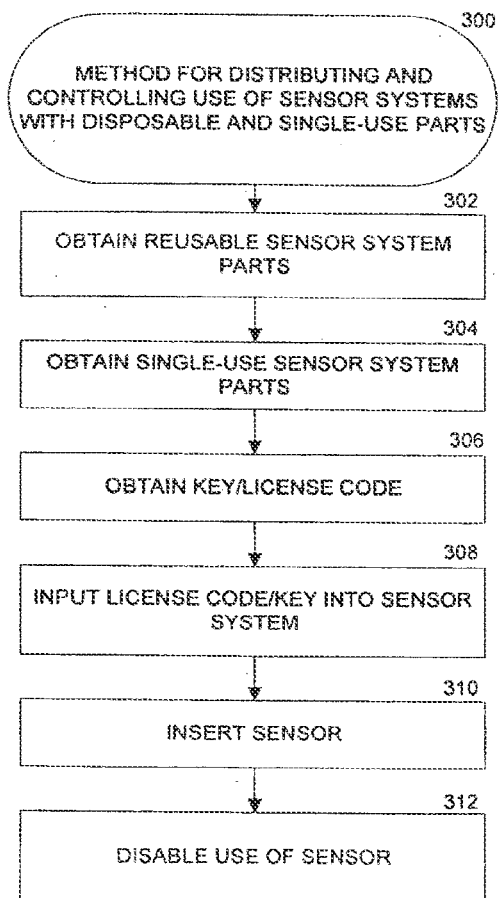 300
METHOD FOR DISTRIBUTING AND
CONTROLLING USE OF SENSOR SYSTEMS
WITH DISPOSABLE AND SINGLE-USE PARTS
302
OBTAIN REUSABLE SENSOR SYSTEM
PARTS
304
OBTAIN SINGLE-USE SENSOR SYSTEM
PARTS
306
OBTAIN KEY/LICENSE CODE
308
INPUT LICENSE CODE/KEY INTO SENSOR
SYSTEM
310
INSERT SENSOR
312
DISABLE USE OF SENSOR